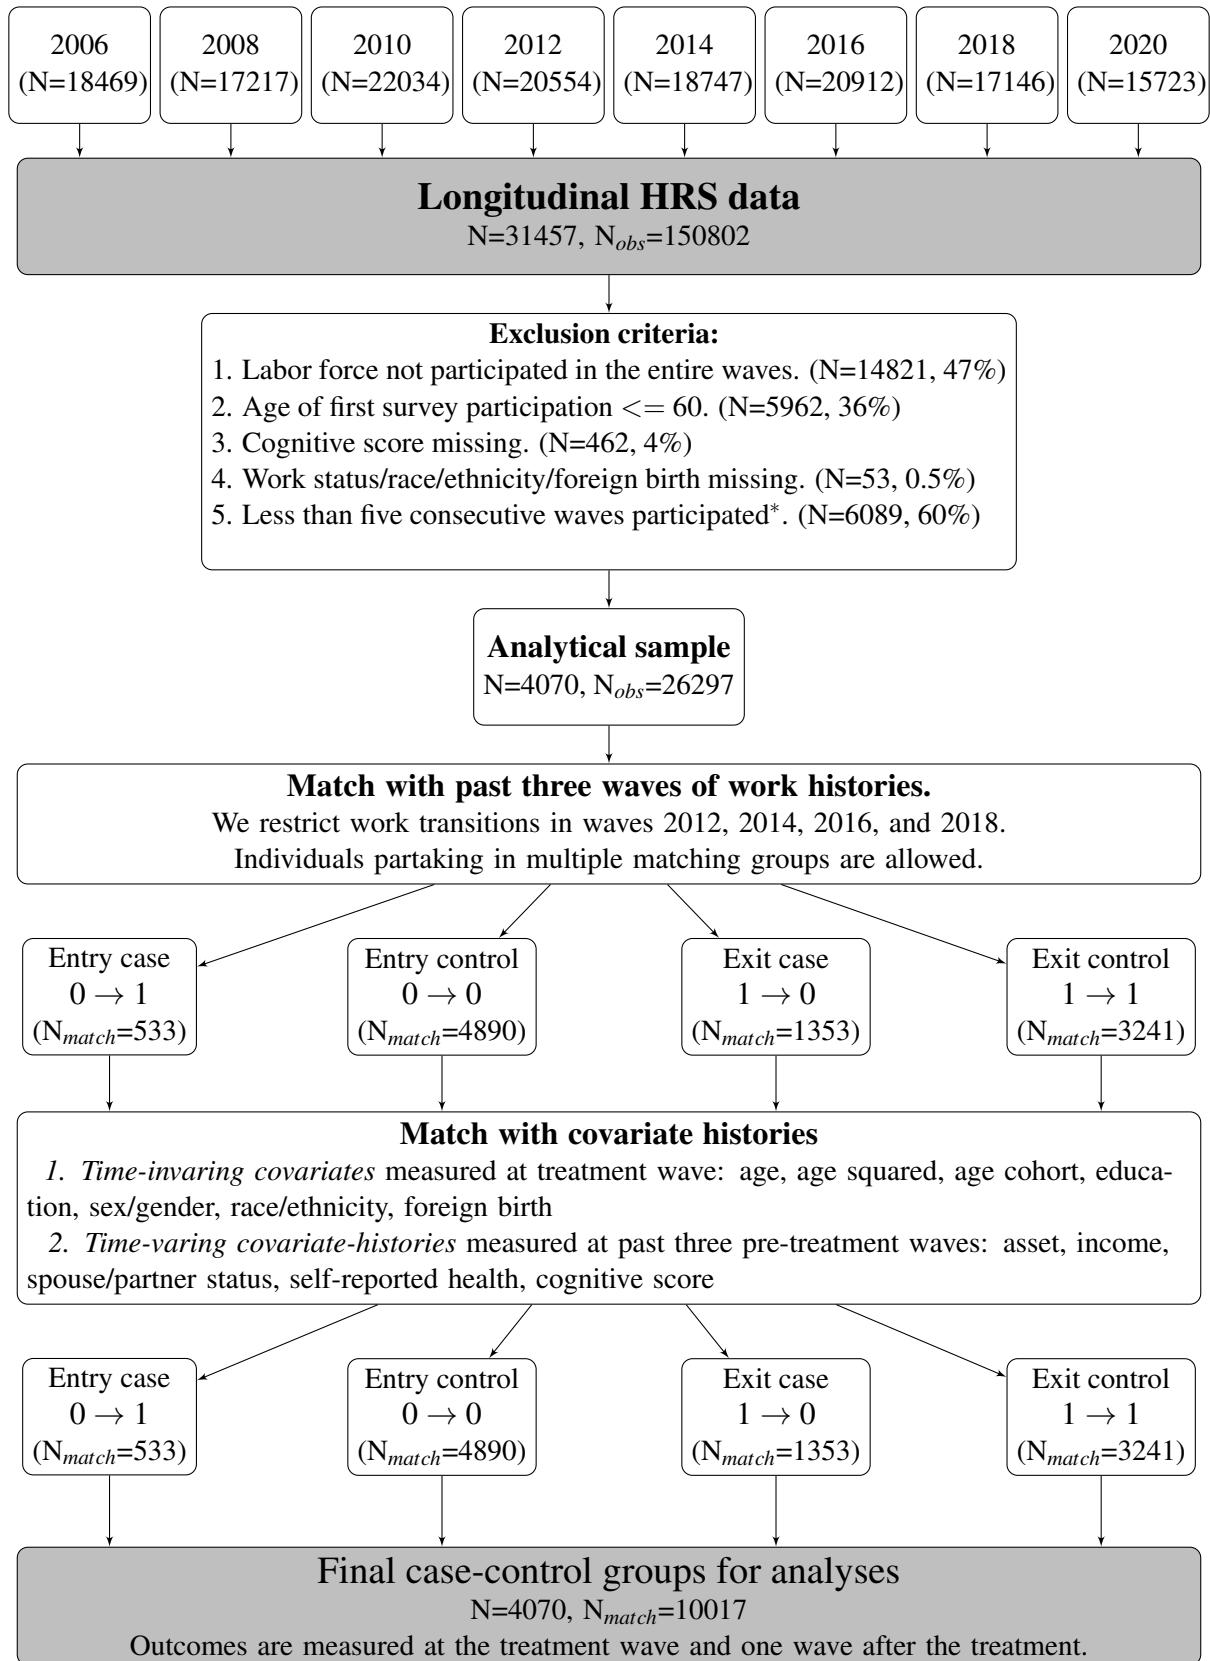 2006 2008 2010 2012 2014 2016 2018 2020
(N=18469) (N=17217) (N=22034) (N=20554) (N=18747) (N=20912) (N=17146) (N=15723)
Longitudinal HRS data
N=31457, N_obs=150802
Exclusion criteria:
1. Labor force not participated in the entire waves. (N=14821, 47%)
2. Age of first survey participation <= 60. (N=5962, 36%)
3. Cognitive score missing. (N=462, 4%)
4. Work status/race/ethnicity/foreign birth missing. (N=53, 0.5%)
5. Less than five consecutive waves participated*. (N=6089, 60%)
Analytical sample
N=4070, N_obs=26297
Match with past three waves of work histories.
We restrict work transitions in waves 2012, 2014, 2016, and 2018.
Individuals partaking in multiple matching groups are allowed.
Entry case Entry control Exit case Exit control
0 → 1 0 → 0 1 → 0 1 → 1
(N_match=533) (N_match=4890) (N_match=1353) (N_match=3241)
Match with covariate histories
1. Time-invaring covariates measured at treatment wave: age, age squared, age cohort, educa-
tion, sex/gender, race/ethnicity, foreign birth
2. Time-varing covariate-histories measured at past three pre-treatment waves: asset, income,
spouse/partner status, self-reported health, cognitive score
Entry case Entry control Exit case Exit control
0 → 1 0 → 0 1 → 0 1 → 1
(N_match=533) (N_match=4890) (N_match=1353) (N_match=3241)
Final case-control groups for analyses
N=4070, N_match=10017
Outcomes are measured at the treatment wave and one wave after the treatment.